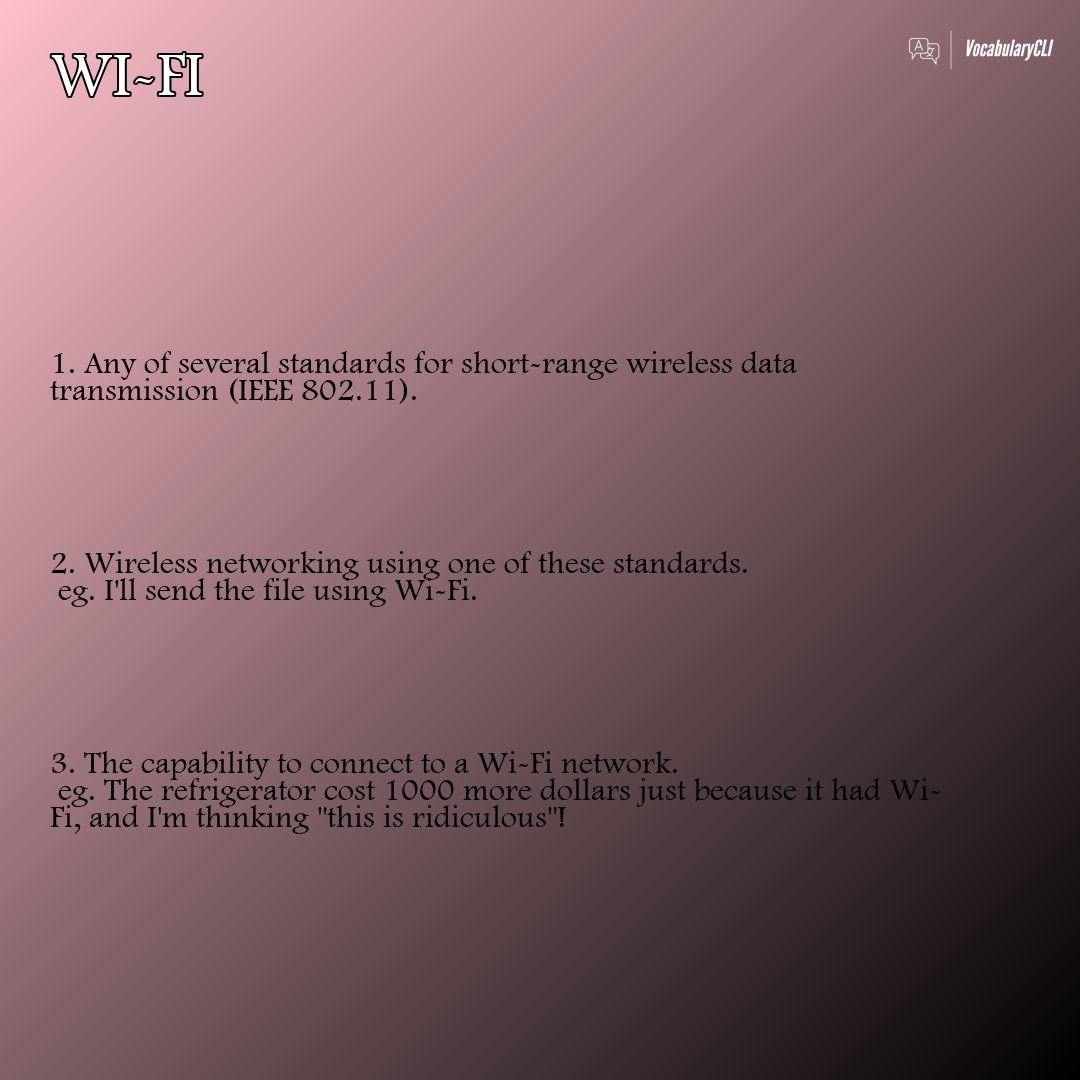 WI-FI
VocabularyCLI
1. Any of several standards for short-range wireless data
transmission (IEEE 802.11).
2. Wireless networking using one of these standards.
eg. I'll send the file using Wi-Fi.
3. The capability to connect to a Wi-Fi network.
eg. The refrigerator cost 1000 more dollars just because it had Wi-
Fi, and I'm thinking "this is ridiculous"!